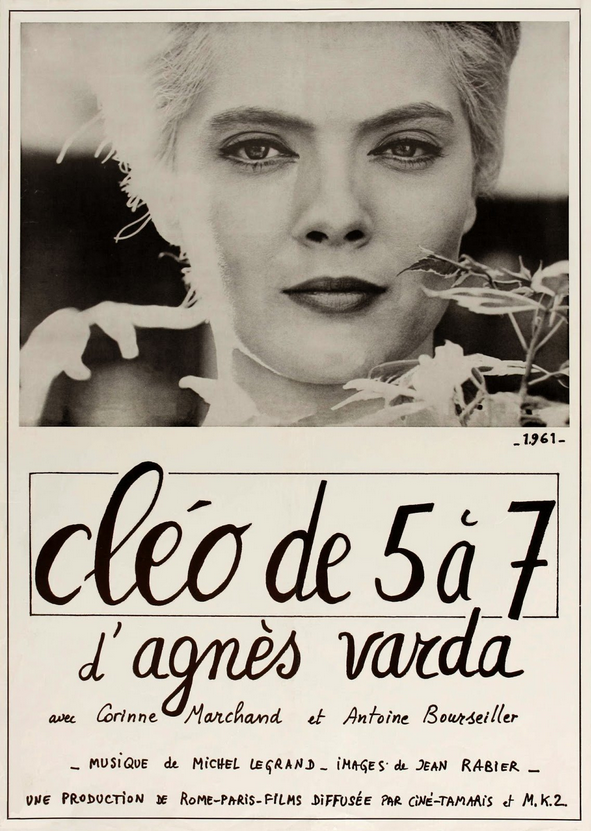 _1961_
cléo de 5 à 7
d'agnès varda
avec Corinne Marchand et Antoine Bourseiller
_ MUSIQUE de MICHEL LEGRAND _ IMAGES de JEAN RABIER _
UNE PRODUCTION DE ROME-PARIS-FILMS DIFFUSÉE PAR CINÉ-TAMARIS et M.K.2.